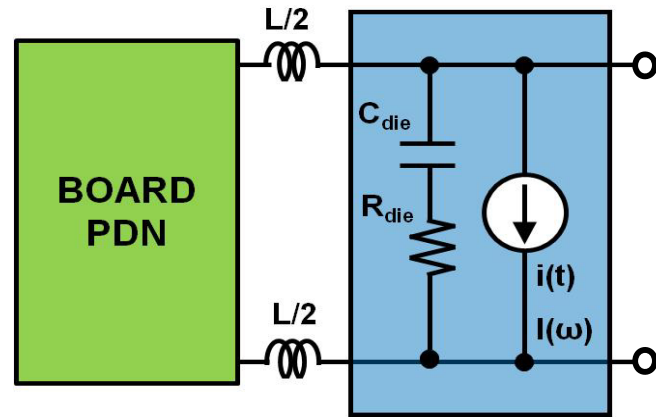 L/2
C_die
BOARD
PDN
R_die
i(t)
L/2
I(ω)